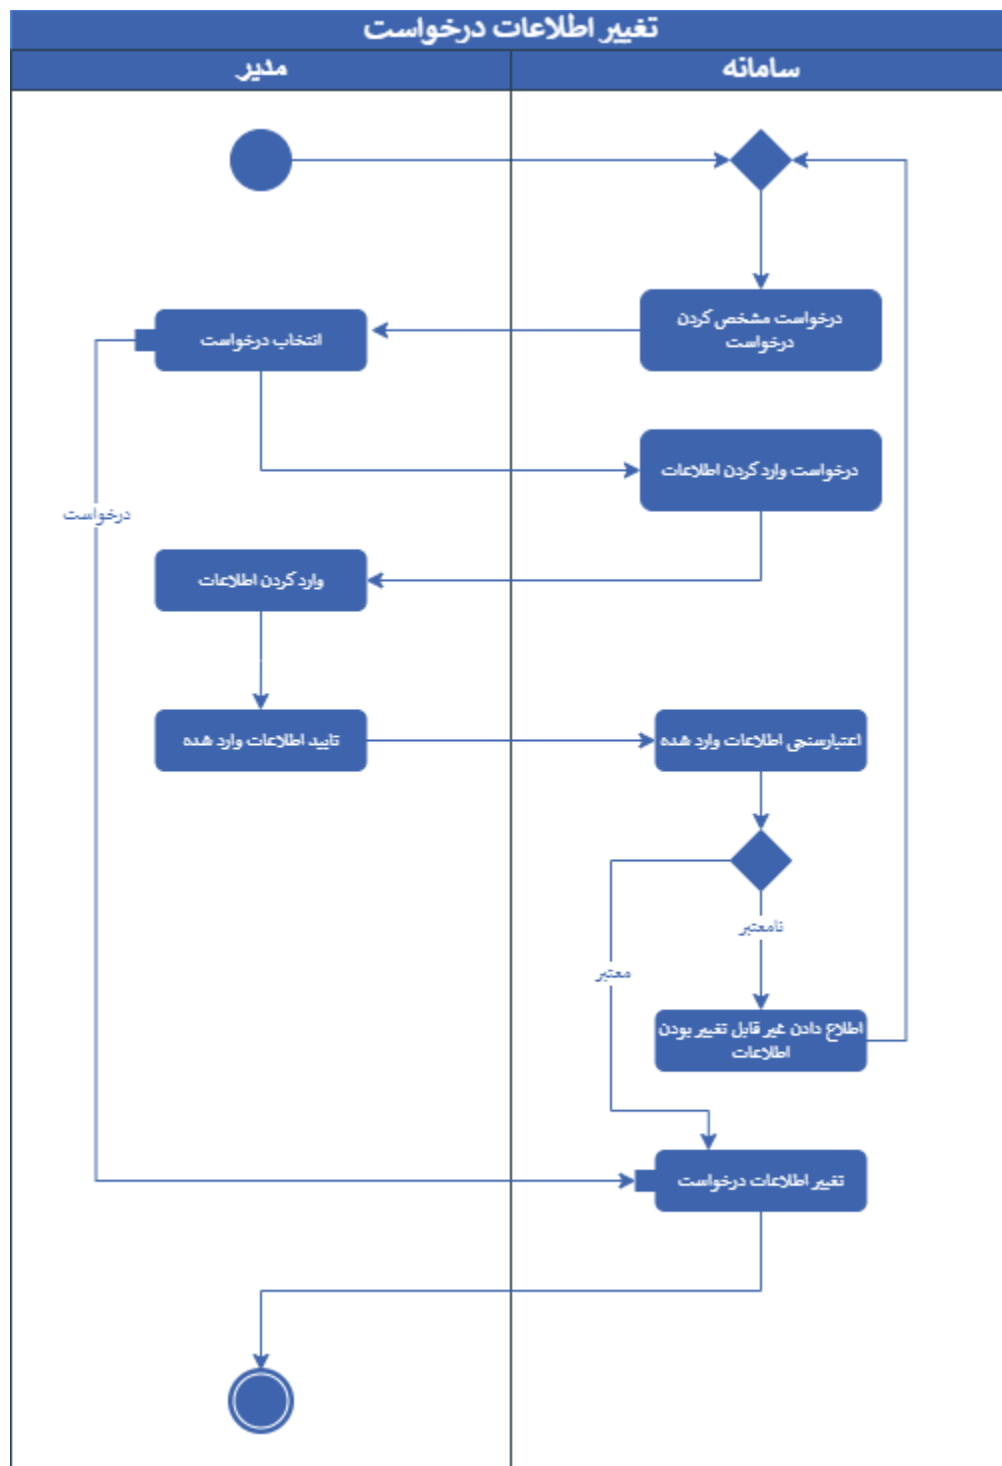 تغییر اطلاعات درخواست
سامانه
مدیر
درخواست مشخص کردن
درخواست
انتخاب درخواست
درخواست وارد کردن اطلاعات
درخواست
وارد کردن اطلاعات
تایید اطلاعات وارد شده
اعتبارسنجی اطلاعات وارد شده
نامعتبر
معتبر
اطلاع دادن غیر قابل تغییر بودن
اطلاعات
تغییر اطلاعات درخواست